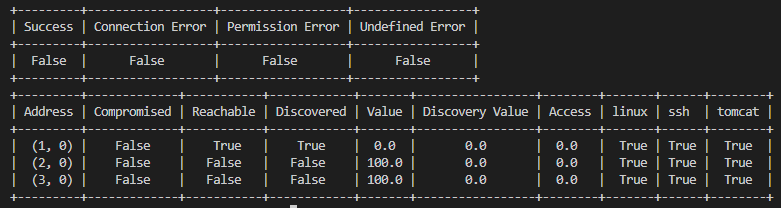 +---------+------------------+------------------+-----------------+
| Success | Connection Error | Permission Error | Undefined Error |
+---------+------------------+------------------+-----------------+
|  False  |      False       |      False       |      False      |
+---------+------------------+------------------+-----------------+
+---------+-------------+-----------+------------+-------+-----------------+--------+-------+------+--------+
| Address | Compromised | Reachable | Discovered | Value | Discovery Value | Access | linux | ssh  | tomcat |
+---------+-------------+-----------+------------+-------+-----------------+--------+-------+------+--------+
|  (1, 0) |    False    |    True   |    True    |  0.0  |       0.0       |  0.0   |  True | True |  True  |
|  (2, 0) |    False    |   False   |   False    | 100.0 |       0.0       |  0.0   |  True | True |  True  |
|  (3, 0) |    False    |   False   |   False    | 100.0 |       0.0       |  0.0   |  True | True |  True  |
+---------+-------------+-----------+------------+-------+-----------------+--------+-------+------+--------+